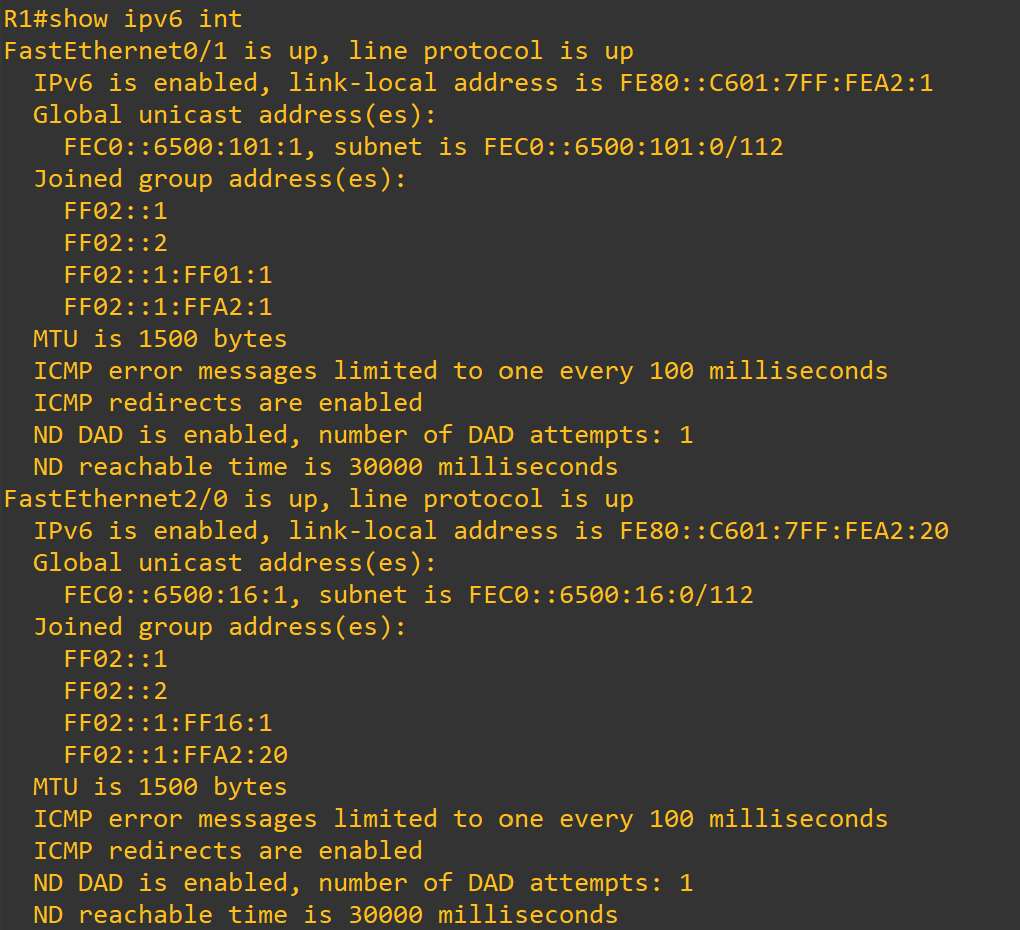 R1#show ipv6 int
FastEthernet0/1 is up, line protocol is up
IPv6 is enabled, link-local address is FE80::C601:7FF:FEA2:1
Global unicast address(es):
FEC0::6500:101:1, subnet is FEC0::6500:101:0/112
Joined group address(es):
FF02::1
FF02::2
FF02::1:FF01:1
FF02::1:FFA2:1
MTU is 1500 bytes
ICMP error messages limited to one every 100 milliseconds
ICMP redirects are enabled
ND DAD is enabled, number of DAD attempts: 1
ND reachable time is 30000 milliseconds
FastEthernet2/0 is up, line protocol is up
IPv6 is enabled, link-local address is FE80::C601:7FF:FEA2:20
Global unicast address(es):
FEC0::6500:16:1, subnet is FEC0::6500:16:0/112
Joined group address(es):
FF02::1
FF02::2
FF02::1:FF16:1
FF02::1:FFA2:20
MTU is 1500 bytes
ICMP error messages limited to one every 100 milliseconds
ICMP redirects are enabled
ND DAD is enabled, number of DAD attempts: 1
ND reachable time is 30000 milliseconds